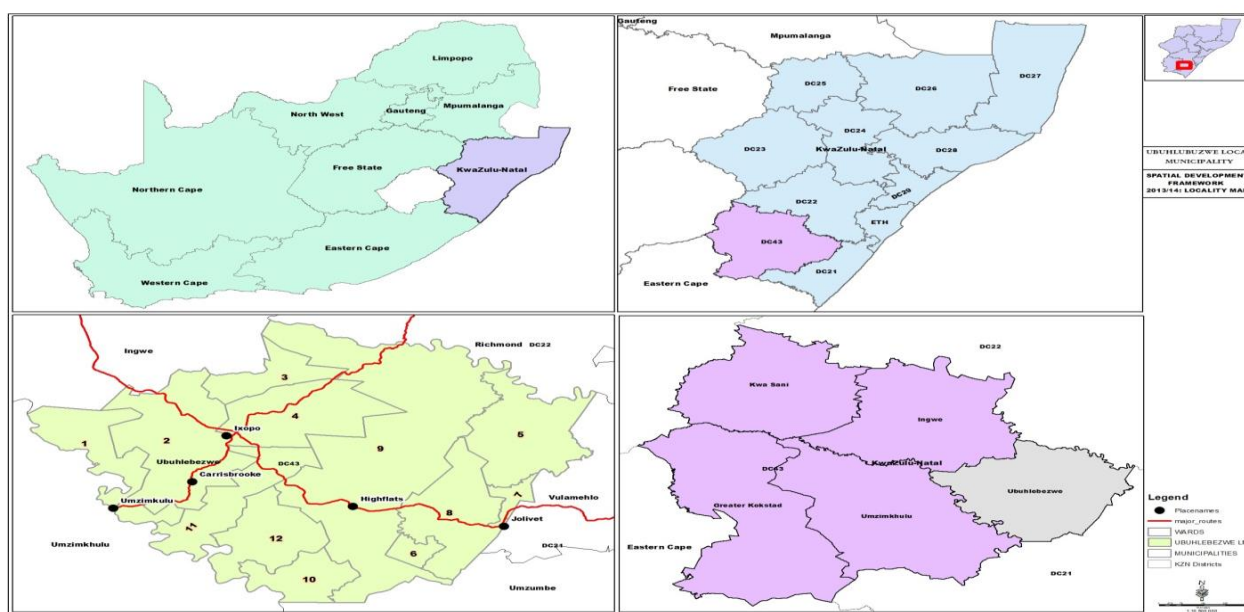 Limpopo
North West
Gauteng
Mpumalanga
Free State
KwaZulu-Natal
Northern Cape
Eastern Cape
Western Cape
Gauteng
Mpumalanga
Free State
DC25
DC26
DC27
DC24
DC23
KwaZulu-Natal
DC28
DC29
DC22
ETH
DC43
DC21
Eastern Cape
UBUHLUBUZWE LOCA
MUNICIPALITY
SPATIAL DEVELOPMENT
FRAMEWORK
2013/14: LOCALITY MA
Ingwe
Richmond DC22
3
4
Ixopo
1
2
9
5
Ubuhlebezwe
DC43
Carrisbrooke
Umzimkulu
Highflats
7
Vulamehlo
8
Jolivet
11
12
Umzimkhulu
6
DC21
10
Umzumbe
DC22
Kwa Sani
Ingwe
KwaZulu-Natal
DC43
Ubuhlebezwe
Greater Kokstad
Umzimkhulu
Eastern Cape
DC21
Legend
Placenames
major_routes
WARDS
UBUHLEBEZWE L
MUNICIPALITIES
KZN Districts
N